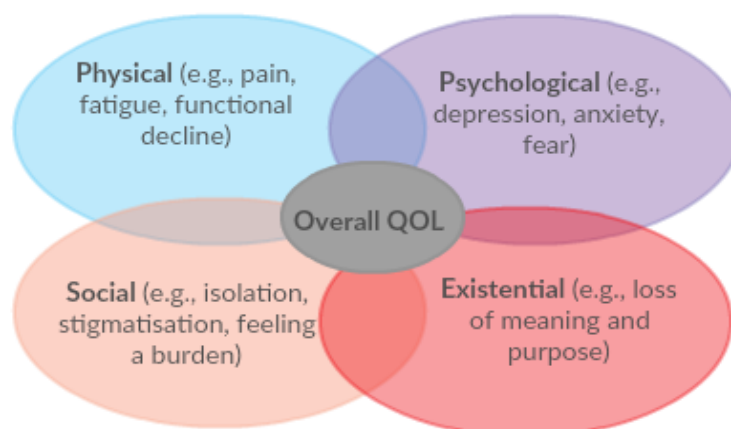 Physical (e.g., pain,
fatigue, functional
decline)
Psychological (e.g.,
depression, anxiety,
fear)
Overall QOL
Social (e.g., isolation,
stigmatisation, feeling
a burden)
Existential (e.g., loss
of meaning and
purpose)